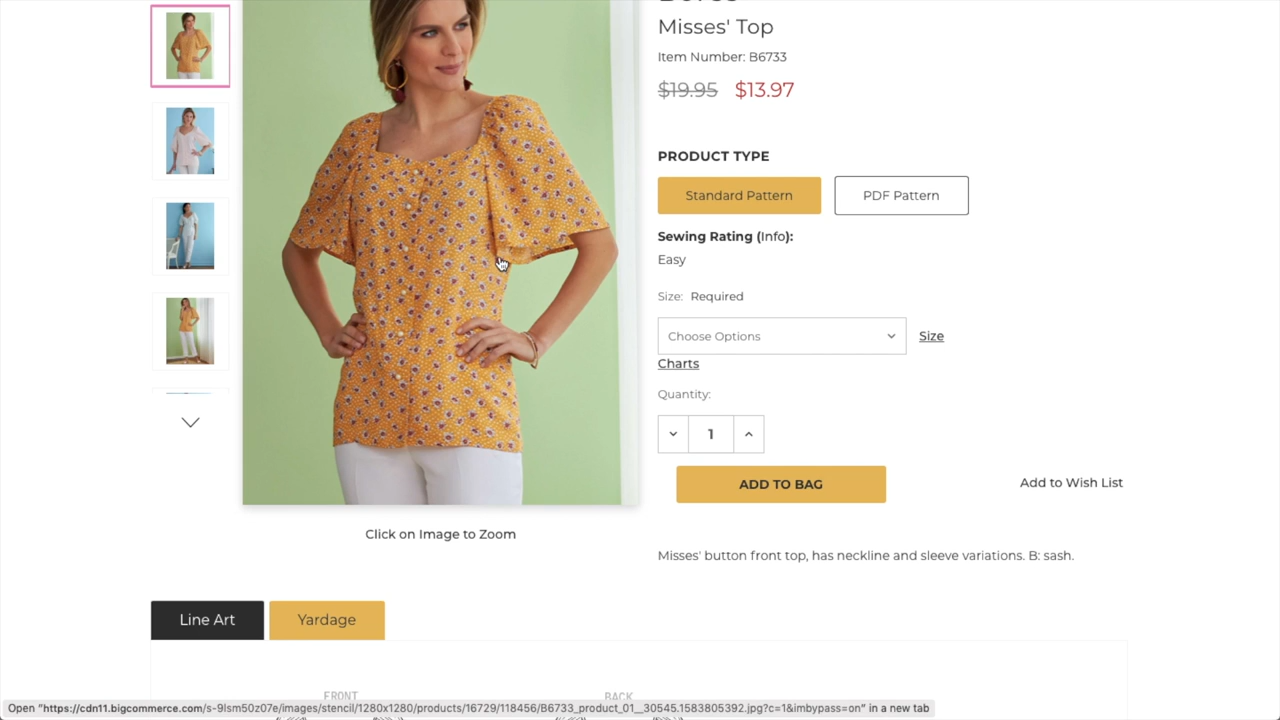 Misses' Top
Item Number: B6733
$19.95 $13.97
PRODUCT TYPE
Standard Pattern PDF Pattern
Sewing Rating (Info):
Easy
Size: Required
Choose Options Size
Charts
Quantity:
1
ADD TO BAG Add to Wish List
Click on Image to Zoom
Misses' button front top, has neckline and sleeve variations. B: sash.
Line Art Yardage
FRONT BACK
Open "https://cdn11.bigcommerce.com/s-9lsm50z07e/images/stencil/1280x1280/products/16729/118456/B6733_product_01__30545.1583805392.jpg?c=1&imbypass=on" in a new tab